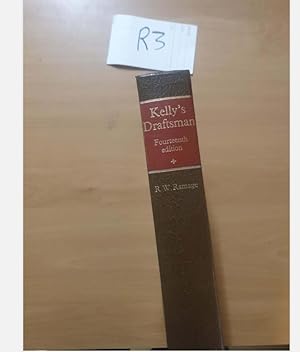 R3
Kelly's
Draftsman
Fourteenth
edition
R. W. Ramage